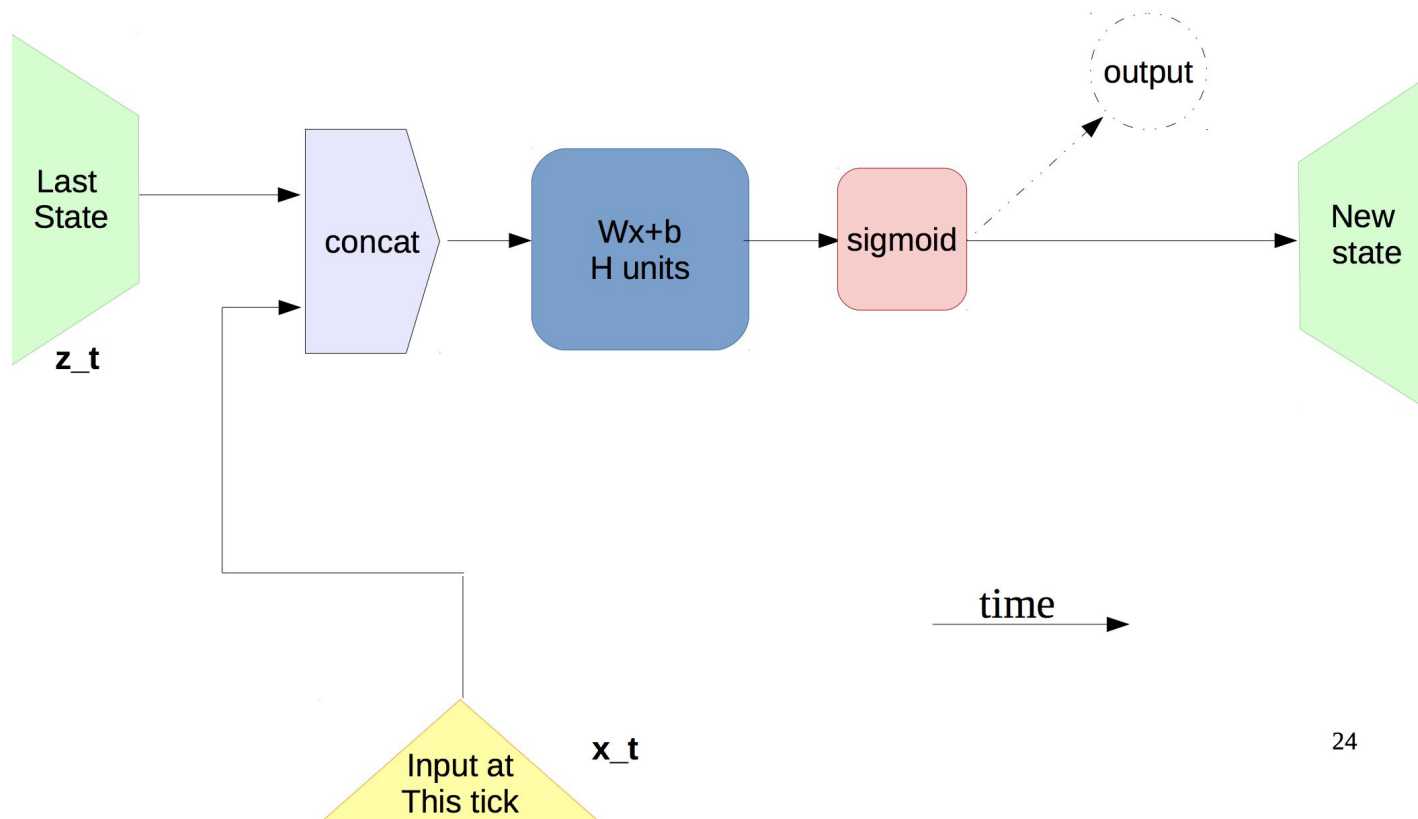 output
Last
State
concat
Wx+b
H units
sigmoid
New
state
z_t
time
x_t
Input at
This tick
24